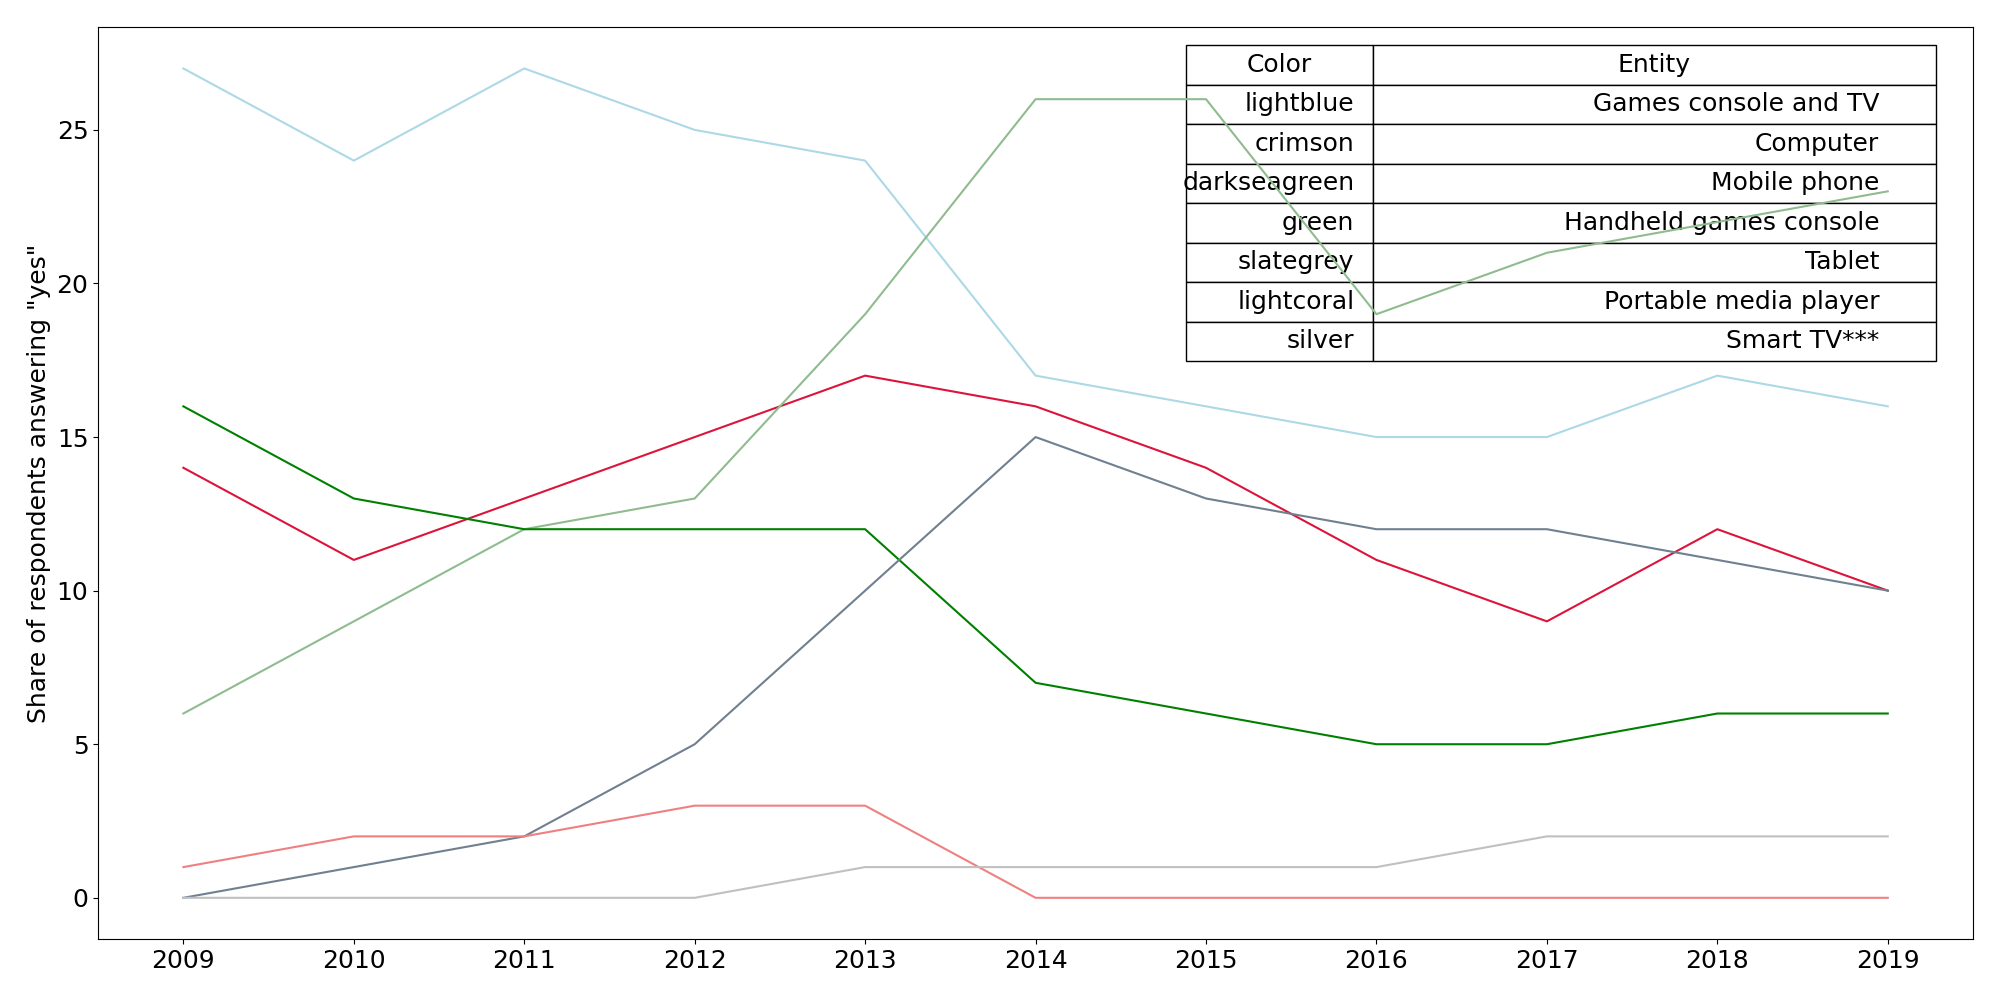 Share of respondents answering "yes"
25
20
15
10
5
0
2009 2010 2011 2012 2013 2014 2015 2016 2017 2018 2019
Color Entity
lightblue Games console and TV
crimson Computer
darkseagreen Mobile phone
green Handheld games console
slategrey Tablet
lightcoral Portable media player
silver Smart TV***